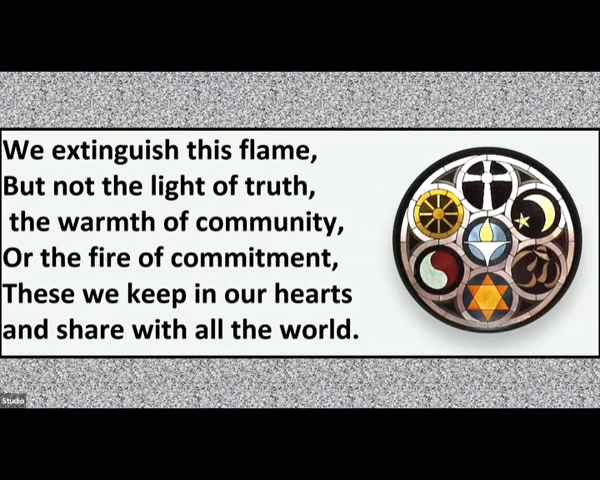 We extinguish this flame,
But not the light of truth,
the warmth of community,
Or the fire of commitment,
These we keep in our hearts
and share with all the world.
Studio